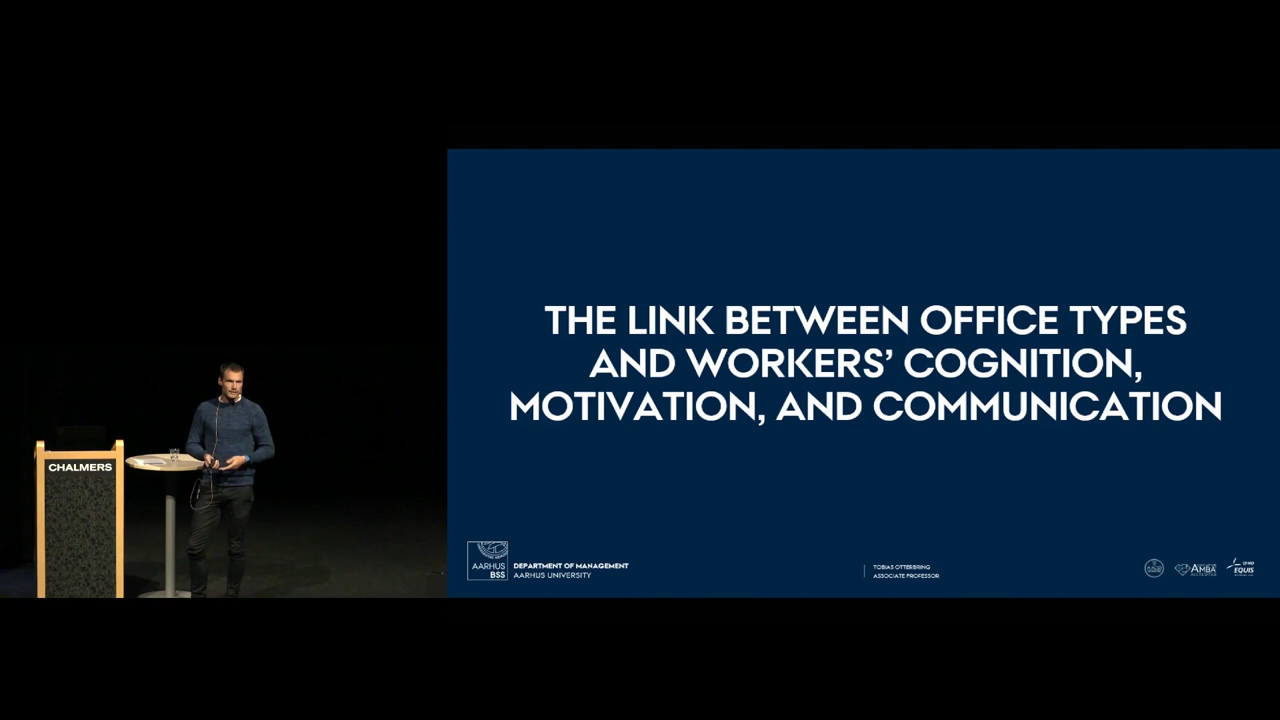 CHALMERS
THE LINK BETWEEN OFFICE TYPES
AND WORKERS’ COGNITION,
MOTIVATION, AND COMMUNICATION
AARHUS
BSS
DEPARTMENT OF MANAGEMENT
AARHUS UNIVERSITY
TOBIAS OTTERBRING
ASSOCIATE PROFESSOR
AMBA
EQUIS